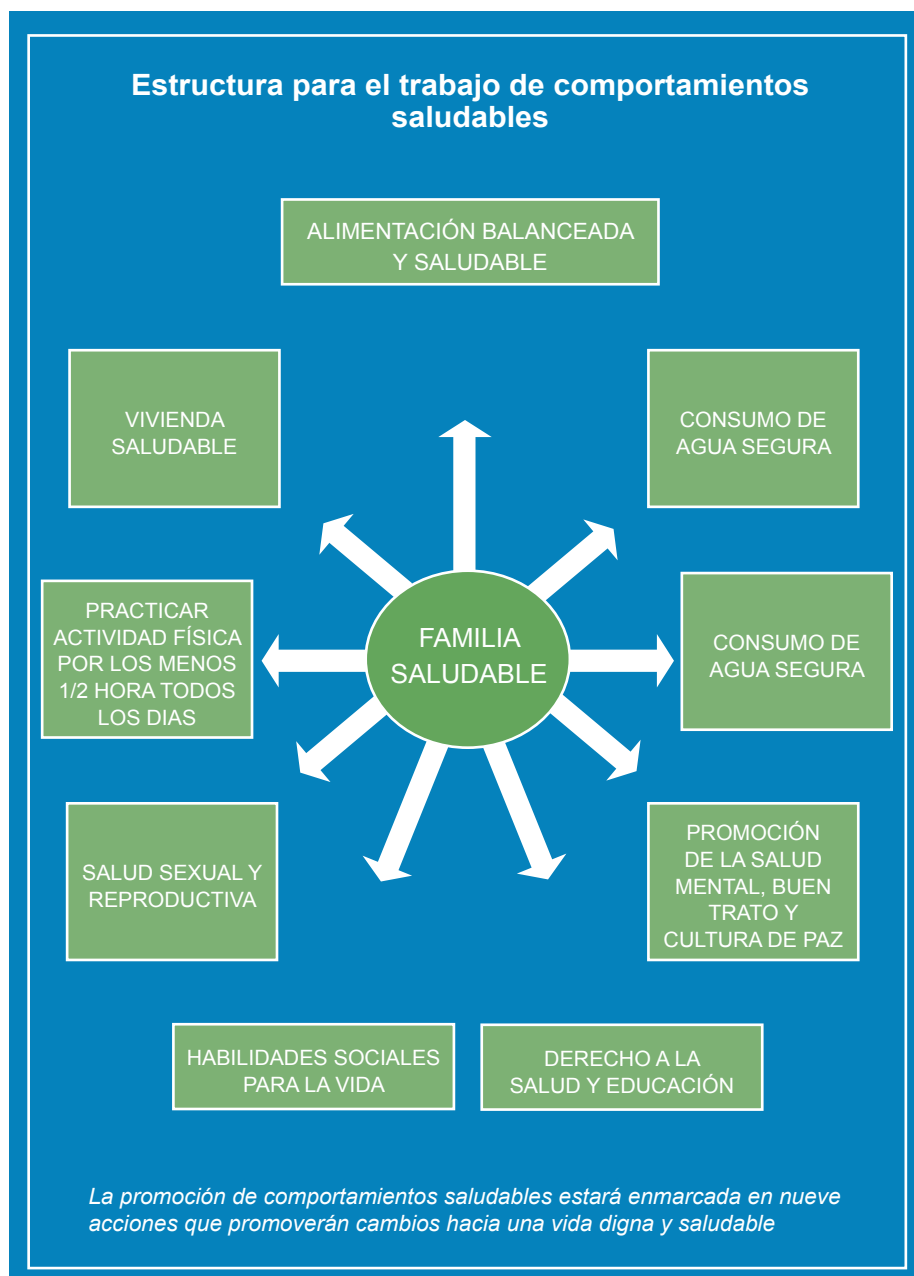 Estructura para el trabajo de comportamientos
saludables
ALIMENTACIÓN BALANCEADA
Y SALUDABLE
VIVIENDA
SALUDABLE
CONSUMO DE
AGUA SEGURA
PRACTICAR
ACTIVIDAD FÍSICA
POR LOS MENOS
1/2 HORA TODOS
LOS DIAS
FAMILIA
SALUDABLE
CONSUMO DE
AGUA SEGURA
SALUD SEXUAL Y
REPRODUCTIVA
PROMOCIÓN
DE LA SALUD
MENTAL, BUEN
TRATO Y
CULTURA DE PAZ
HABILIDADES SOCIALES
PARA LA VIDA
DERECHO A LA
SALUD Y EDUCACIÓN
La promoción de comportamientos saludables estará enmarcada en nueve
acciones que promoverán cambios hacia una vida digna y saludable